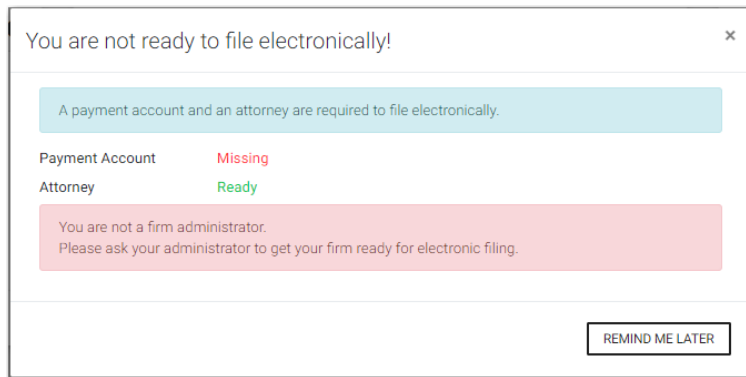 You are not ready to file electronically!
×
A payment account and an attorney are required to file electronically.
Payment Account Missing
Attorney Ready
You are not a firm administrator.
Please ask your administrator to get your firm ready for electronic filing.
REMIND ME LATER